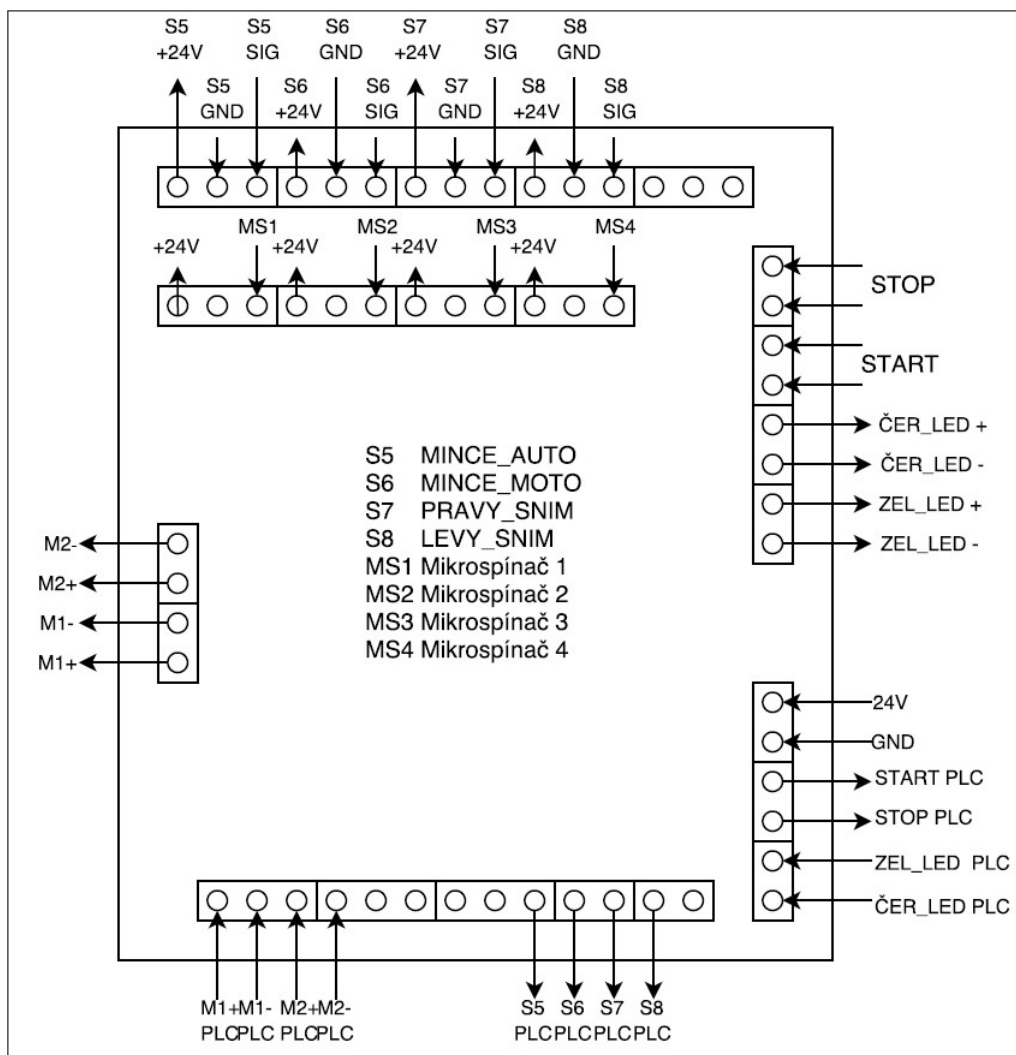 S5 S5 S6 S7 S7 S8
+24V SIG GND +24V SIG GND
S5 S6 S6 S7 S8 S8
GND +24V SIG GND +24V SIG
MS1 MS2 MS3 MS4
+24V +24V +24V +24V
STOP
START
ČER_LED +
ČER_LED -
ZEL_LED +
ZEL_LED -
S5 MINCE_AUTO
S6 MINCE_MOTO
S7 PRAVY_SNIM
S8 LEVY_SNIM
MS1 Mikrospínač 1
MS2 Mikrospínač 2
MS3 Mikrospínač 3
MS4 Mikrospínač 4
M2-
M2+
M1-
M1+
24V
GND
START PLC
STOP PLC
ZEL_LED PLC
ČER_LED PLC
M1+ M1- M2+ M2- S5 S6 S7 S8
PLC PLC PLC PLC PLC PLC PLC PLC